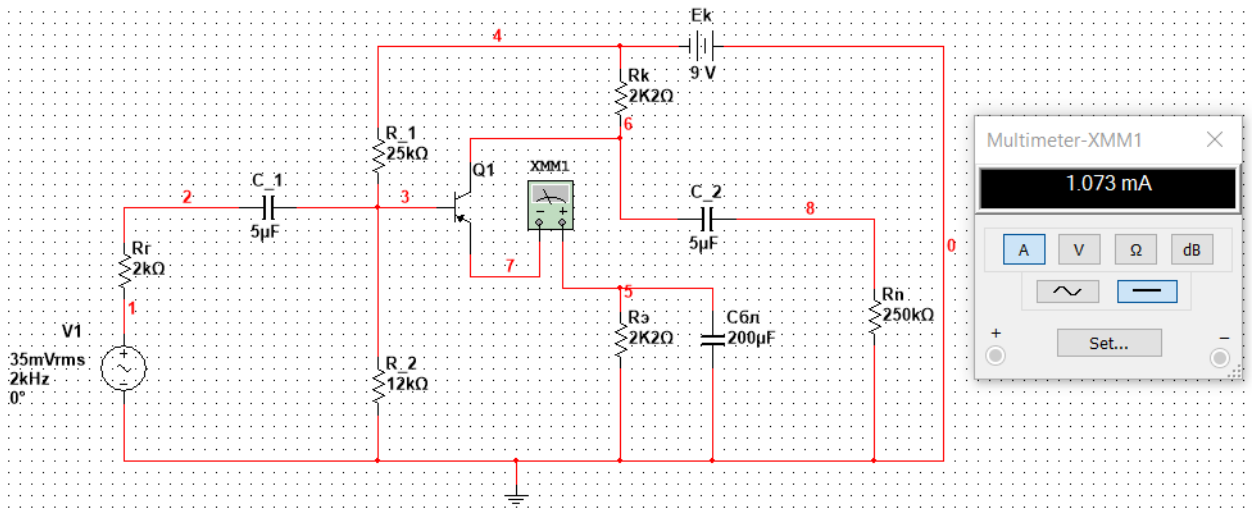 Ek
9 V
4
Rk
2K2Ω
6
R_1
25kΩ
Q1
XMM1
C_1
5µF
2
3
C_2
5µF
8
0
Rг
2kΩ
1
7
5
V1
35mVrms
2kHz
0°
R_2
12kΩ
Rэ
2K2Ω
Cбл
200µF
Rn
250kΩ
Multimeter-XMM1
1.073 mA
A V Ω dB
Set...
+ −